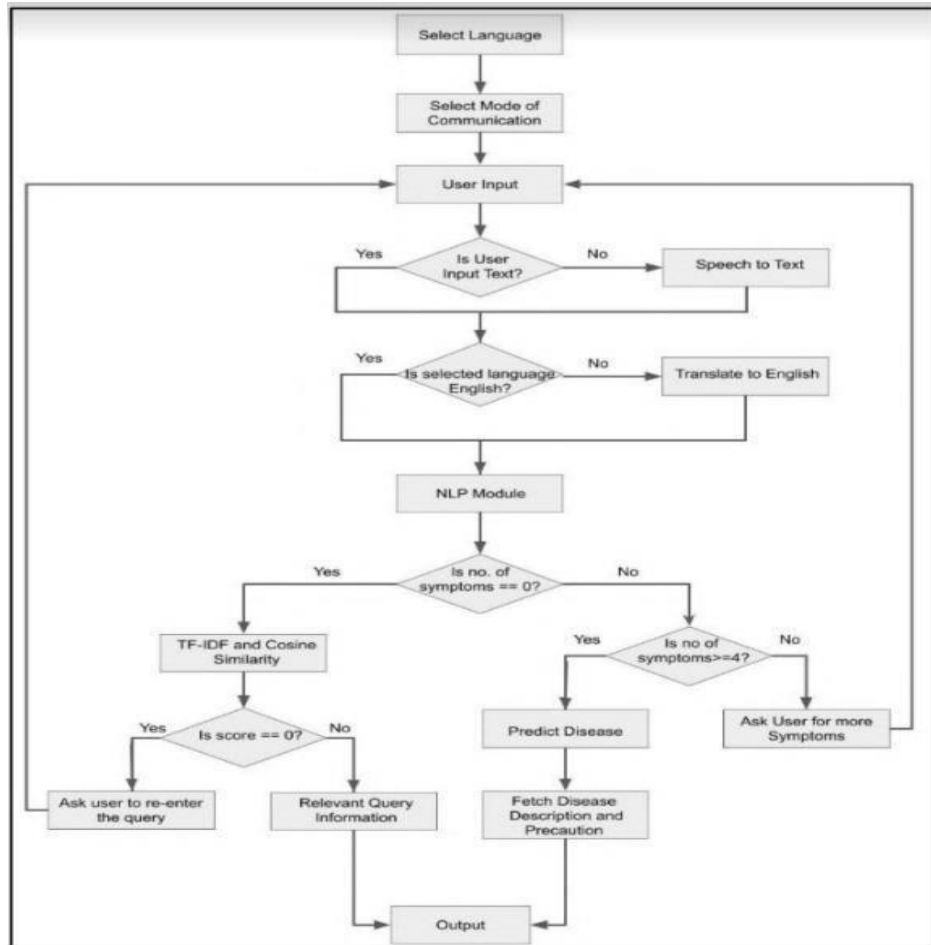 Select Language
Select Mode of
Communication
User Input
Yes
Is User
Input Text?
No
Speech to Text
Yes
Is selected language
English?
No
Translate to English
NLP Module
Yes
Is no. of
symptoms == 0?
No
TF-IDF and Cosine
Similarity
Yes
Is no of
symptoms>=4?
No
Yes
Is score == 0?
No
Predict Disease
Ask User for more
Symptoms
Ask user to re-enter
the query
Relevant Query
Information
Fetch Disease
Description and
Precaution
Output